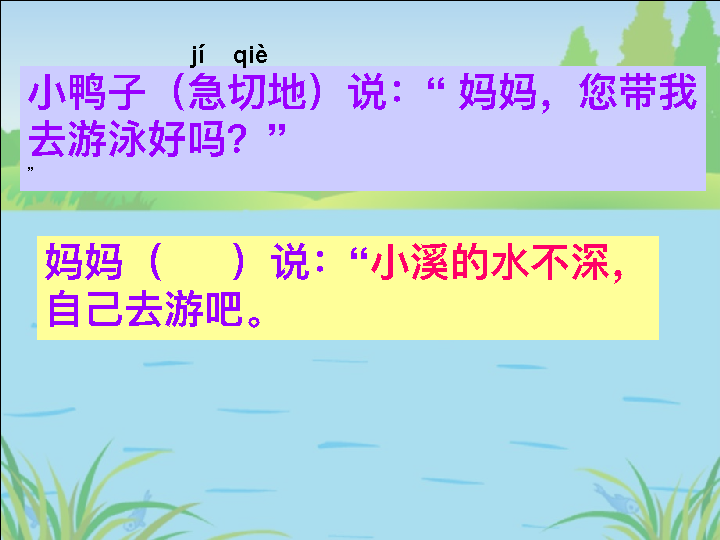 jí qiè
小鸭子（急切地）说：“ 妈妈，您带我
去游泳好吗？”
”
妈妈（ ）说：“小溪的水不深，
自己去游吧。